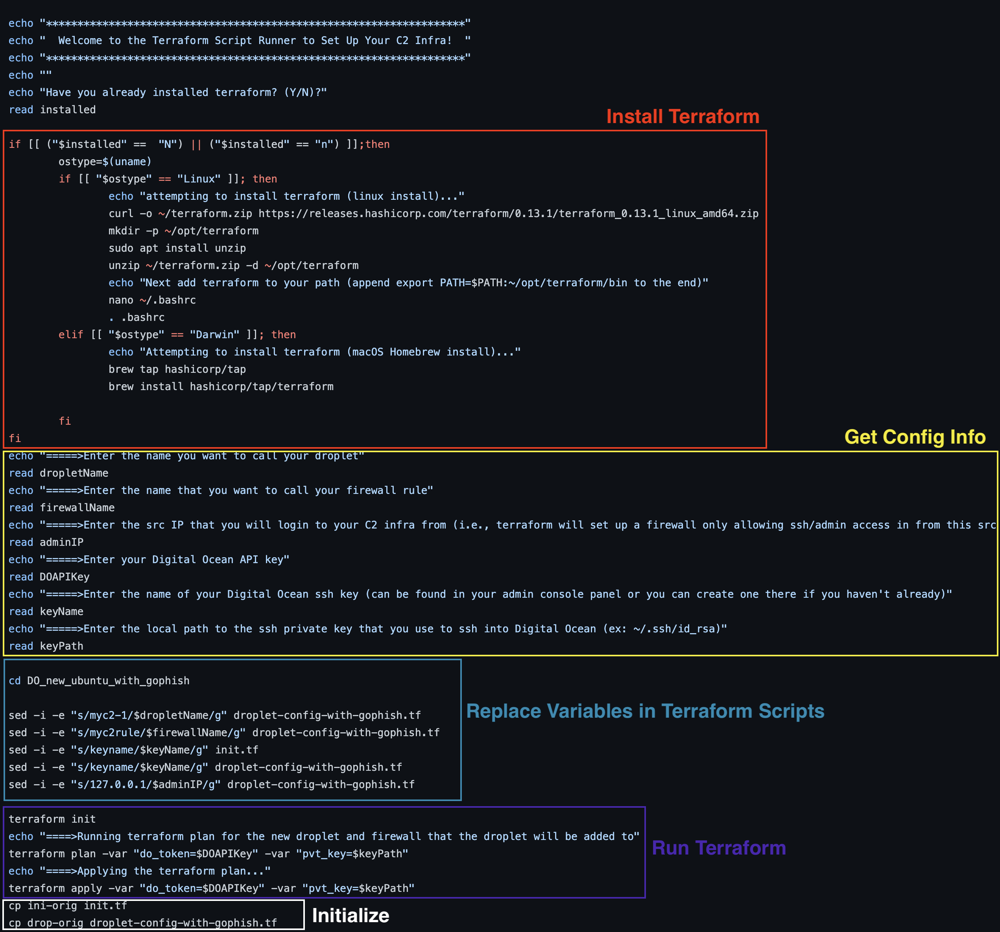 echo "*******************************************************************"
echo "  Welcome to the Terraform Script Runner to Set Up Your C2 Infra!  "
echo "*******************************************************************"
echo ""
echo "Have you already installed terraform? (Y/N)?"
read installed
Install Terraform
if [[ ("$installed" ==  "N") || ("$installed" == "n") ]];then
        ostype=$(uname)
        if [[ "$ostype" == "Linux" ]]; then
                echo "attempting to install terraform (linux install)..."
                curl -o ~/terraform.zip https://releases.hashicorp.com/terraform/0.13.1/terraform_0.13.1_linux_amd64.zip
                mkdir -p ~/opt/terraform
                sudo apt install unzip
                unzip ~/terraform.zip -d ~/opt/terraform
                echo "Next add terraform to your path (append export PATH=$PATH:~/opt/terraform/bin to the end)"
                nano ~/.bashrc
                . .bashrc
        elif [[ "$ostype" == "Darwin" ]]; then
                echo "Attempting to install terraform (macOS Homebrew install)..."
                brew tap hashicorp/tap
                brew install hashicorp/tap/terraform
        fi
fi
Get Config Info
echo "=====>Enter the name you want to call your droplet"
read dropletName
echo "=====>Enter the name that you want to call your firewall rule"
read firewallName
echo "=====>Enter the src IP that you will login to your C2 infra from (i.e., terraform will set up a firewall only allowing ssh/admin access in from this src
read adminIP
echo "=====>Enter your Digital Ocean API key"
read DOAPIKey
echo "=====>Enter the name of your Digital Ocean ssh key (can be found in your admin console panel or you can create one there if you haven't already)"
read keyName
echo "=====>Enter the local path to the ssh private key that you use to ssh into Digital Ocean (ex: ~/.ssh/id_rsa)"
read keyPath
cd DO_new_ubuntu_with_gophish
Replace Variables in Terraform Scripts
sed -i -e "s/myc2-1/$dropletName/g" droplet-config-with-gophish.tf
sed -i -e "s/myc2rule/$firewallName/g" droplet-config-with-gophish.tf
sed -i -e "s/keyname/$keyName/g" init.tf
sed -i -e "s/keyname/$keyName/g" droplet-config-with-gophish.tf
sed -i -e "s/127.0.0.1/$adminIP/g" droplet-config-with-gophish.tf
terraform init
echo "====>Running terraform plan for the new droplet and firewall that the droplet will be added to"
Run Terraform
terraform plan -var "do_token=$DOAPIKey" -var "pvt_key=$keyPath"
echo "====>Applying the terraform plan..."
terraform apply -var "do_token=$DOAPIKey" -var "pvt_key=$keyPath"
cp ini-orig init.tf
Initialize
cp drop-orig droplet-config-with-gophish.tf